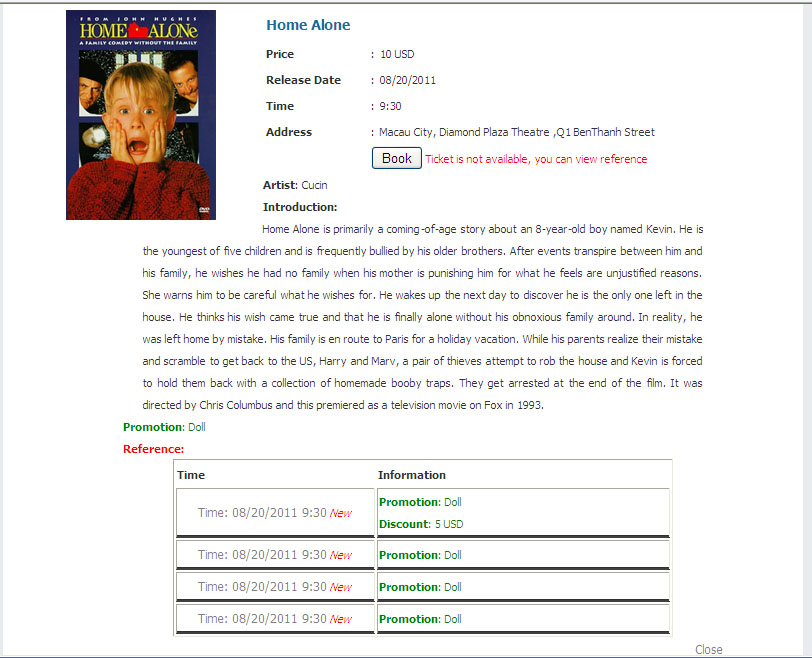 FROM JOHN HUGHES
HOME ALONe
A FAMILY COMEDY WITHOUT THE FAMILY
DVD
Home Alone
Price : 10 USD
Release Date : 08/20/2011
Time : 9:30
Address : Macau City, Diamond Plaza Theatre ,Q1 BenThanh Street
Book Ticket is not available, you can view reference
Artist: Cucin
Introduction:
Home Alone is primarily a coming-of-age story about an 8-year-old boy named Kevin. He is
the youngest of five children and is frequently bullied by his older brothers. After events transpire between him and
his family, he wishes he had no family when his mother is punishing him for what he feels are unjustified reasons.
She warns him to be careful what he wishes for. He wakes up the next day to discover he is the only one left in the
house. He thinks his wish came true and that he is finally alone without his obnoxious family around. In reality, he
was left home by mistake. His family is en route to Paris for a holiday vacation. While his parents realize their mistake
and scramble to get back to the US, Harry and Marv, a pair of thieves attempt to rob the house and Kevin is forced
to hold them back with a collection of homemade booby traps. They get arrested at the end of the film. It was
directed by Chris Columbus and this premiered as a television movie on Fox in 1993.
Promotion: Doll
Reference:
Time Information
Time: 08/20/2011 9:30 New
Promotion: Doll
Discount: 5 USD
Time: 08/20/2011 9:30 New Promotion: Doll
Time: 08/20/2011 9:30 New Promotion: Doll
Time: 08/20/2011 9:30 New Promotion: Doll
Close